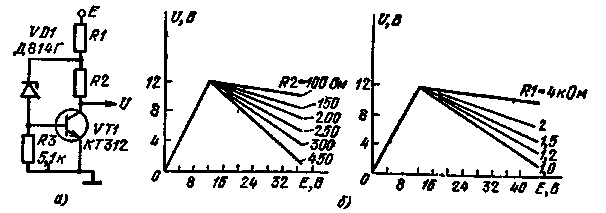 E
R1
VD1
Д814Г
R2
U
VT1
КТ312
R3
5,1к
а)
U,В
12
8
4
0
8 16 24 32 E,В
R2=100 Ом
150
200
250
300
450
б)
U,В
12
8
4
0
8 16 24 32 40 E,В
R1=4кОм
2
1,5
1,2
1,0